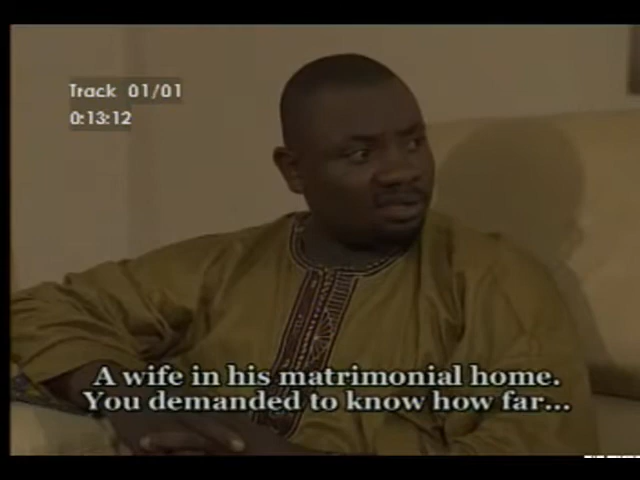 Track 01/01
0:13:12
A wife in his matrimonial home.
You demanded to know how far...